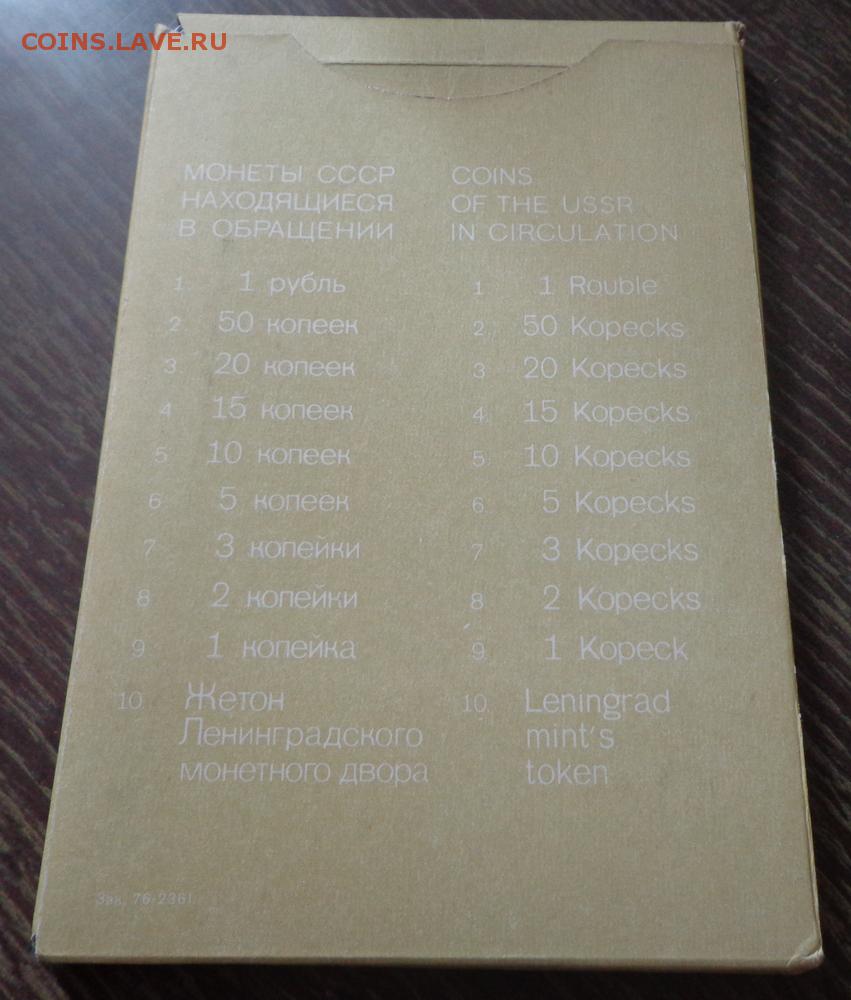 COINS.LAVE.RU
МОНЕТЫ СССР
НАХОДЯЩИЕСЯ
В ОБРАЩЕНИИ
1 1 рубль
2 50 копеек
3 20 копеек
4 15 копеек
5 10 копеек
6 5 копеек
7 3 копейки
8 2 копейки
9 1 копейка
10 Жетон
Ленинградского
монетного двора
COINS
OF THE USSR
IN CIRCULATION
1 1 Rouble
2 50 Kopecks
3 20 Kopecks
4 15 Kopecks
5 10 Kopecks
6 5 Kopecks
7 3 Kopecks
8 2 Kopecks
9 1 Kopeck
10 Leningrad
mint's
token
Зак. 76-2361